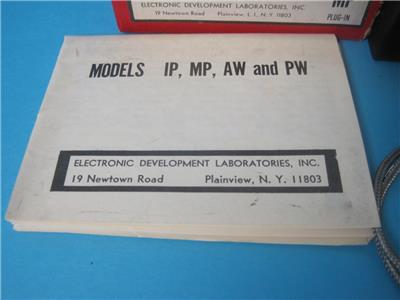 ELECTRONIC DEVELOPMENT LABORATORIES, INC.
19 Newtown Road Plainview, L. I., N. Y. 11803
MP
PLUG-IN
MODELS IP, MP, AW and PW
ELECTRONIC DEVELOPMENT LABORATORIES, INC.
19 Newtown Road Plainview, N. Y. 11803